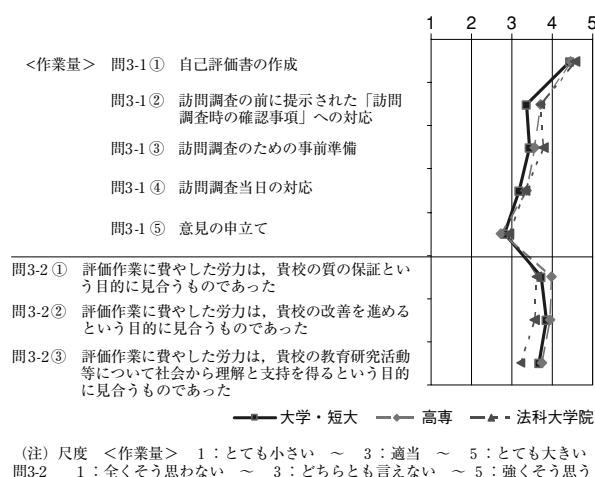 1 2 3 4 5
<作業量> 問3-1① 自己評価書の作成
問3-1② 訪問調査の前に提示された「訪問
調査時の確認事項」への対応
問3-1③ 訪問調査のための事前準備
問3-1④ 訪問調査当日の対応
問3-1⑤ 意見の申立て
問3-2① 評価作業に費やした労力は，貴校の質の保証とい
う目的に見合うものであった
問3-2② 評価作業に費やした労力は，貴校の改善を進める
という目的に見合うものであった
問3-2③ 評価作業に費やした労力は，貴校の教育研究活動
等について社会から理解と支持を得るという目的
に見合うものであった
大学・短大 高専 法科大学院
（注）尺度 <作業量> 1：とても小さい ～ 3：適当 ～ 5：とても大きい
問3-2 1：全くそう思わない ～ 3：どちらとも言えない ～ 5：強くそう思う